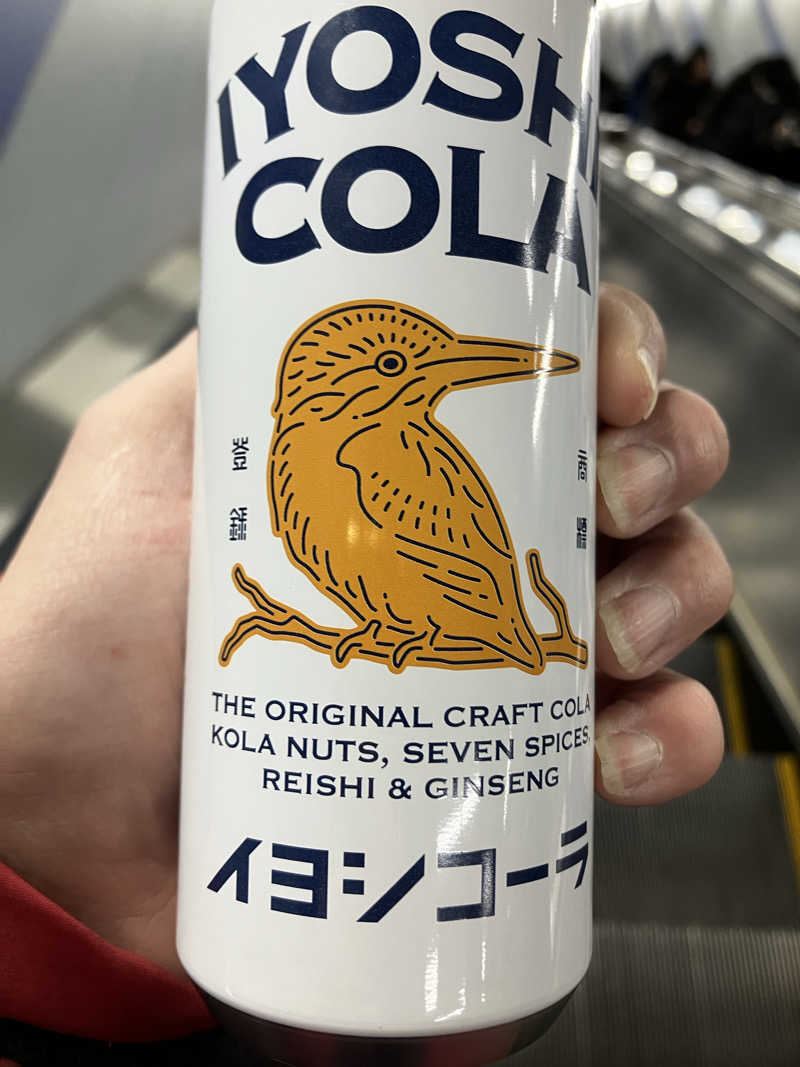 IYOSHI
COLA
THE ORIGINAL CRAFT COLA
KOLA NUTS, SEVEN SPICES,
REISHI & GINSENG
イヨシコーラ